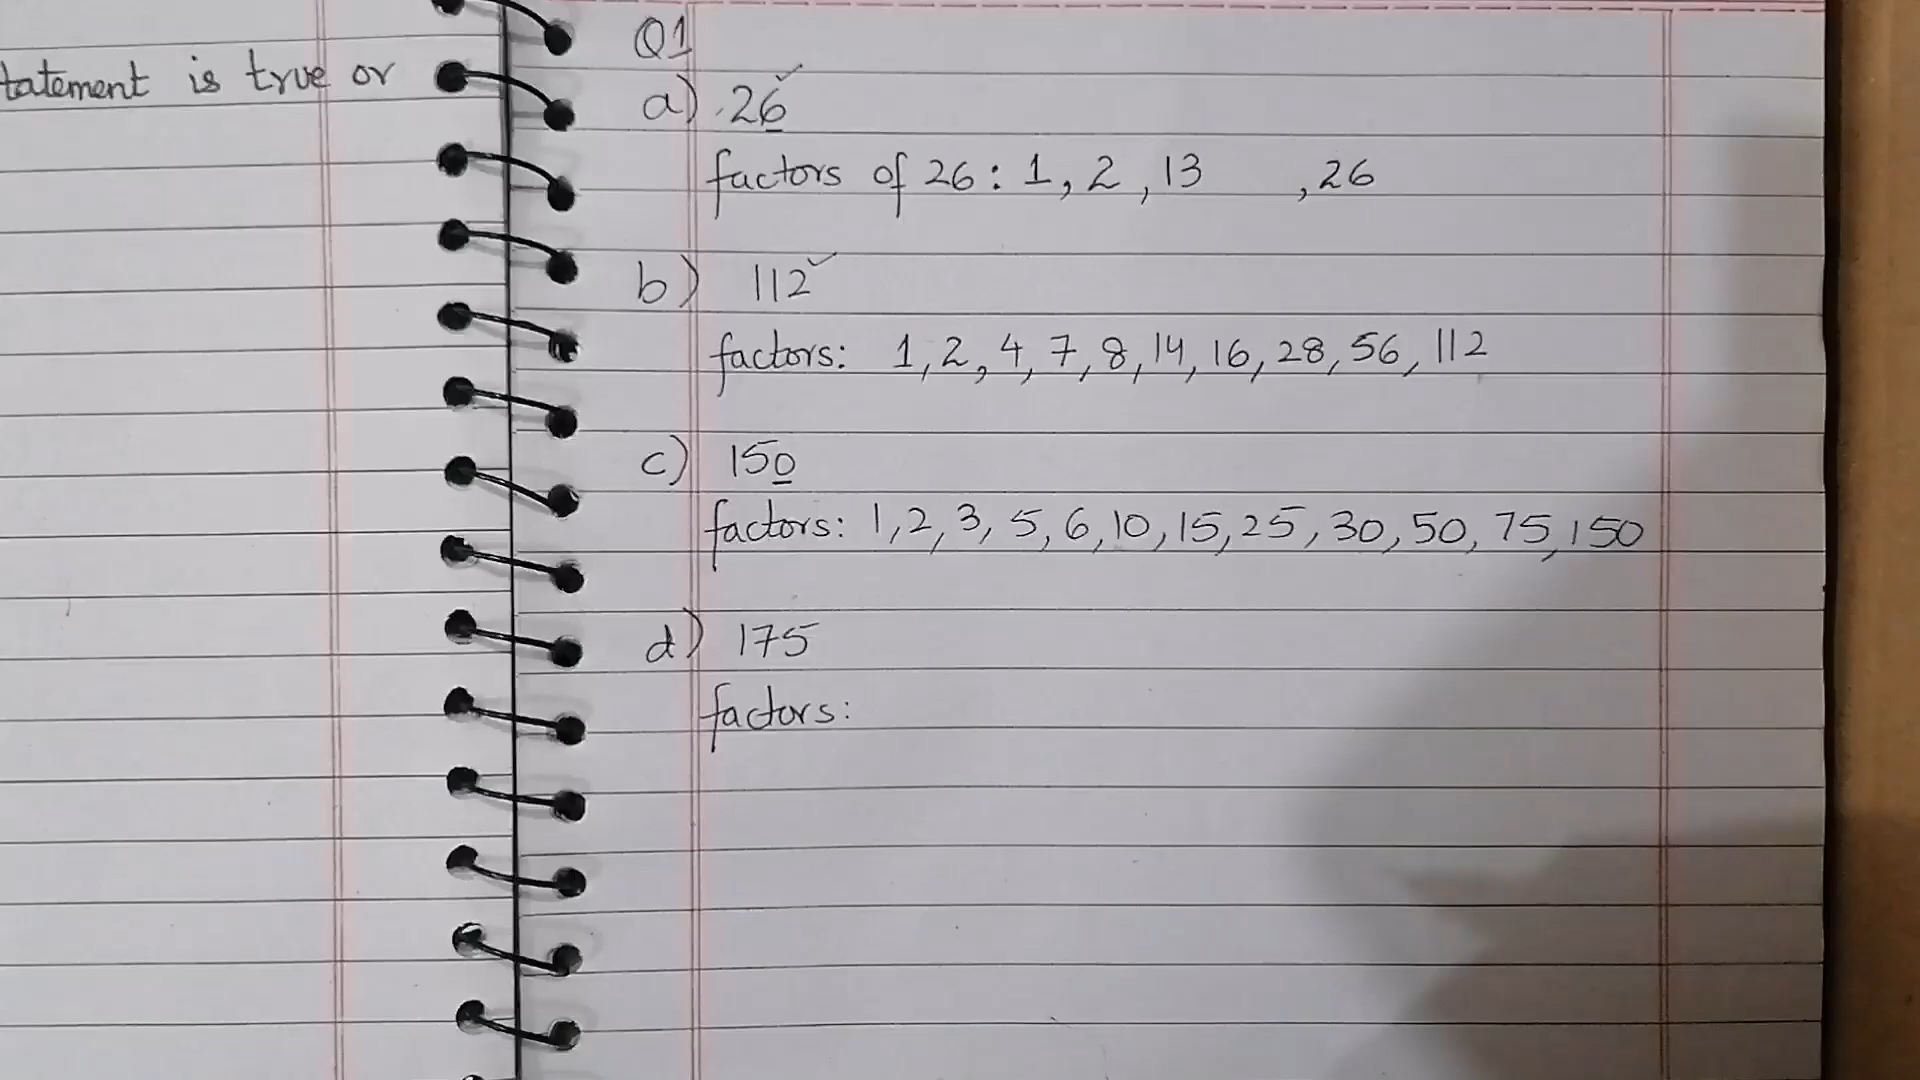 tatement is true or
Q1
a) 26
factors of 26: 1, 2, 13 , 26
b) 112
factors: 1, 2, 4, 7, 8, 14, 16, 28, 56, 112
c) 150
factors: 1, 2, 3, 5, 6, 10, 15, 25, 30, 50, 75, 150
d) 175
factors: